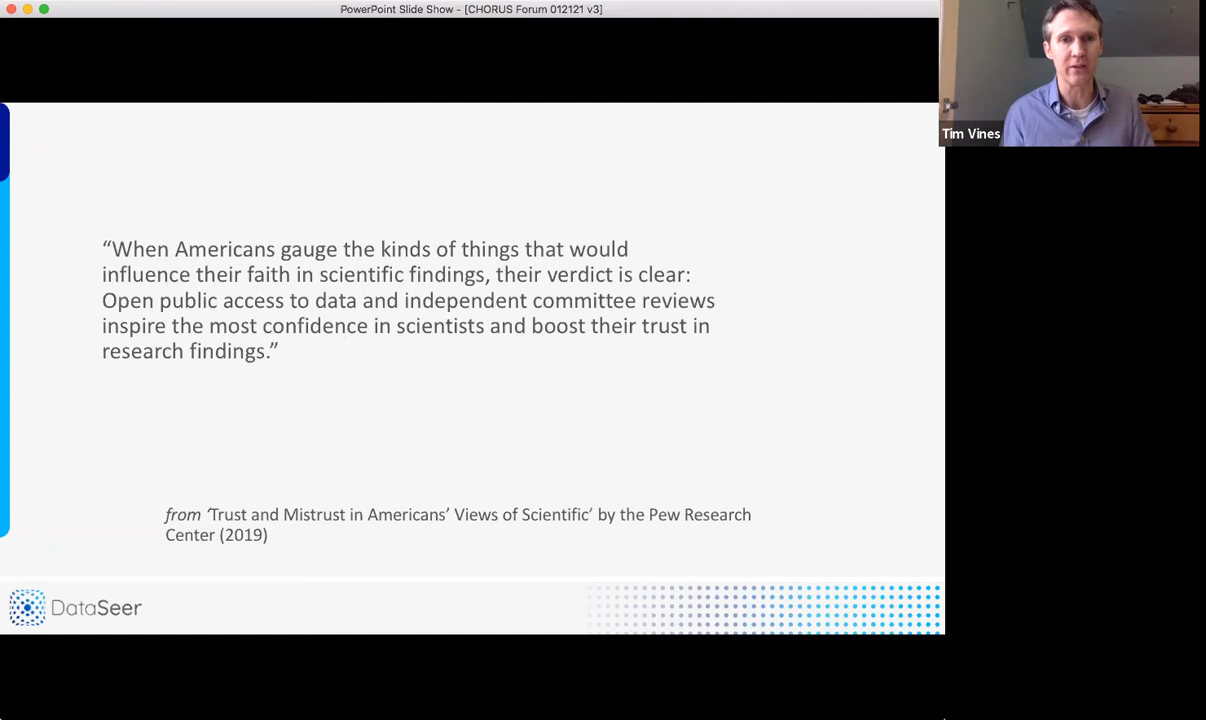 PowerPoint Slide Show - [CHORUS Forum 012121 v3]
Tim Vines
“When Americans gauge the kinds of things that would
influence their faith in scientific findings, their verdict is clear:
Open public access to data and independent committee reviews
inspire the most confidence in scientists and boost their trust in
research findings.”
from ‘Trust and Mistrust in Americans’ Views of Scientific’ by the Pew Research
Center (2019)
DataSeer